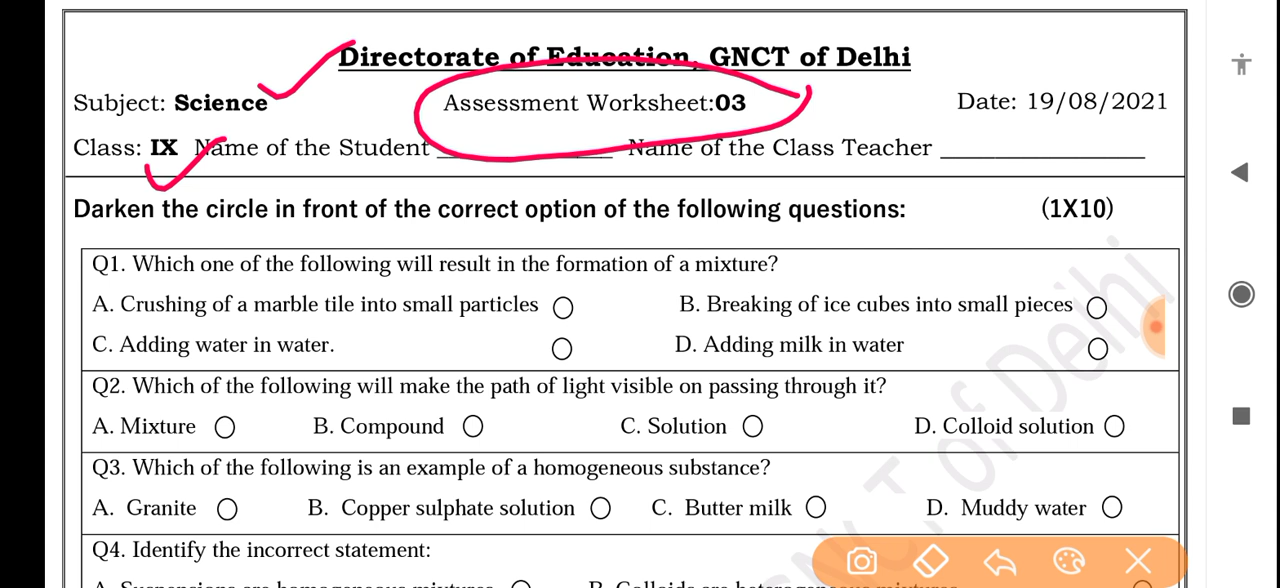 Directorate of Education, GNCT of Delhi
Subject: Science Assessment Worksheet:03 Date: 19/08/2021
Class: IX Name of the Student ______________ Name of the Class Teacher ________________
Darken the circle in front of the correct option of the following questions: (1X10)
Q1. Which one of the following will result in the formation of a mixture?
A. Crushing of a marble tile into small particles B. Breaking of ice cubes into small pieces
C. Adding water in water. D. Adding milk in water
Q2. Which of the following will make the path of light visible on passing through it?
A. Mixture B. Compound C. Solution D. Colloid solution
Q3. Which of the following is an example of a homogeneous substance?
A. Granite B. Copper sulphate solution C. Butter milk D. Muddy water
Q4. Identify the incorrect statement:
GNCT of Delhi